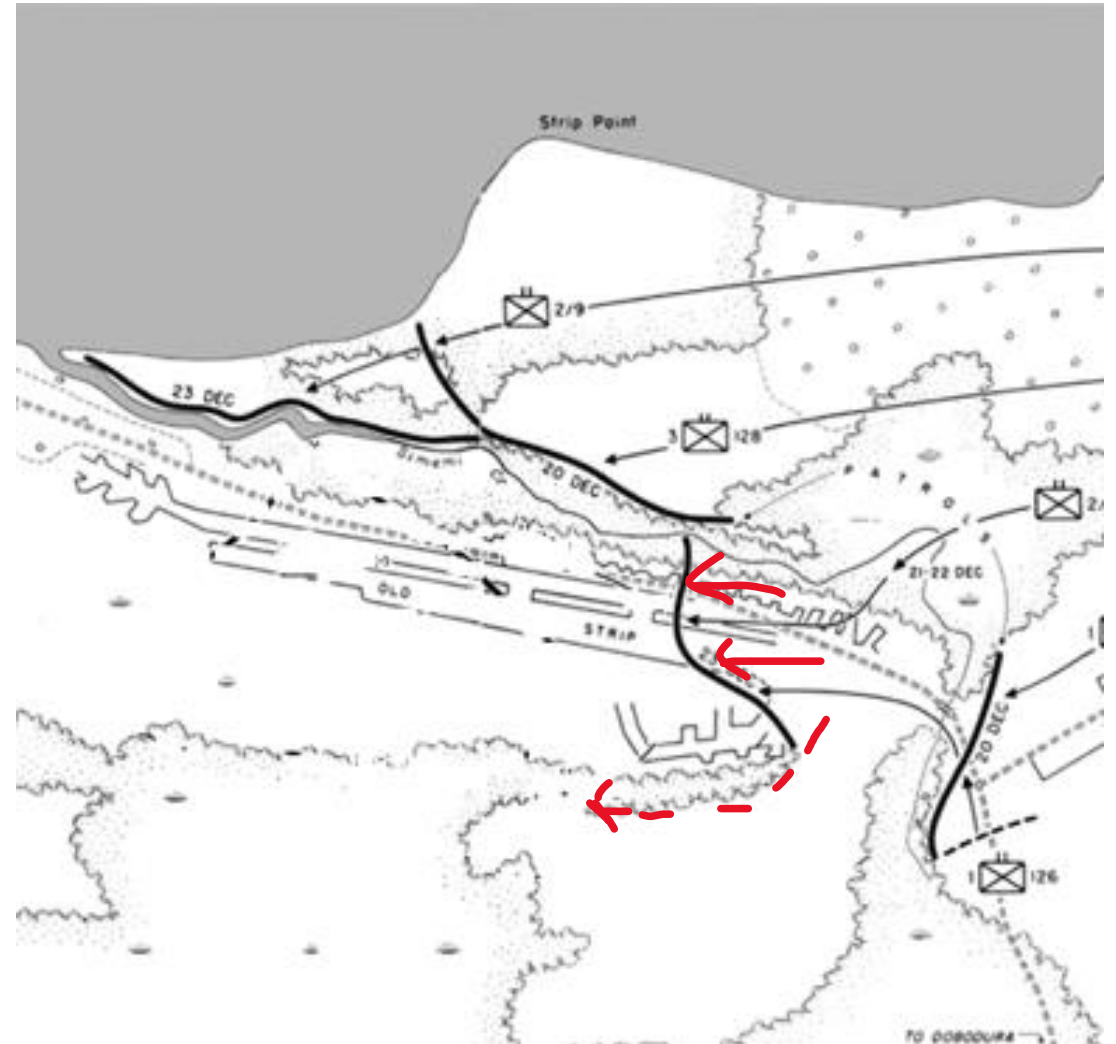 Strip Point
2/9
23 DEC
3 128
Simemi
20 DEC
PATROLS
21-22 DEC
OLD
STRIP
20 DEC
1 126
TO DOBODURA